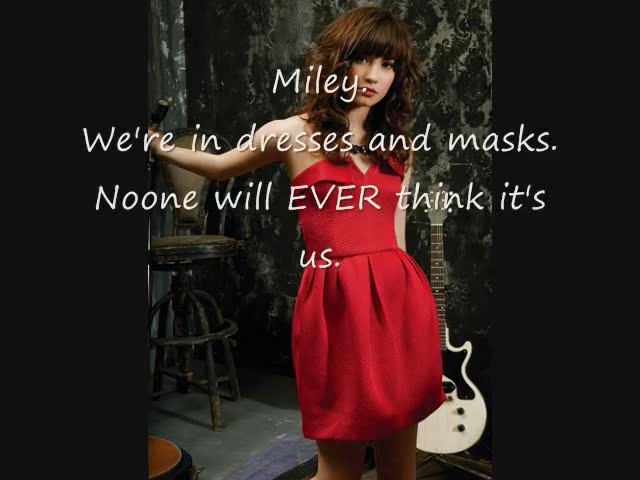 Miley.
We're in dresses and masks.
Noone will EVER think it's
us.